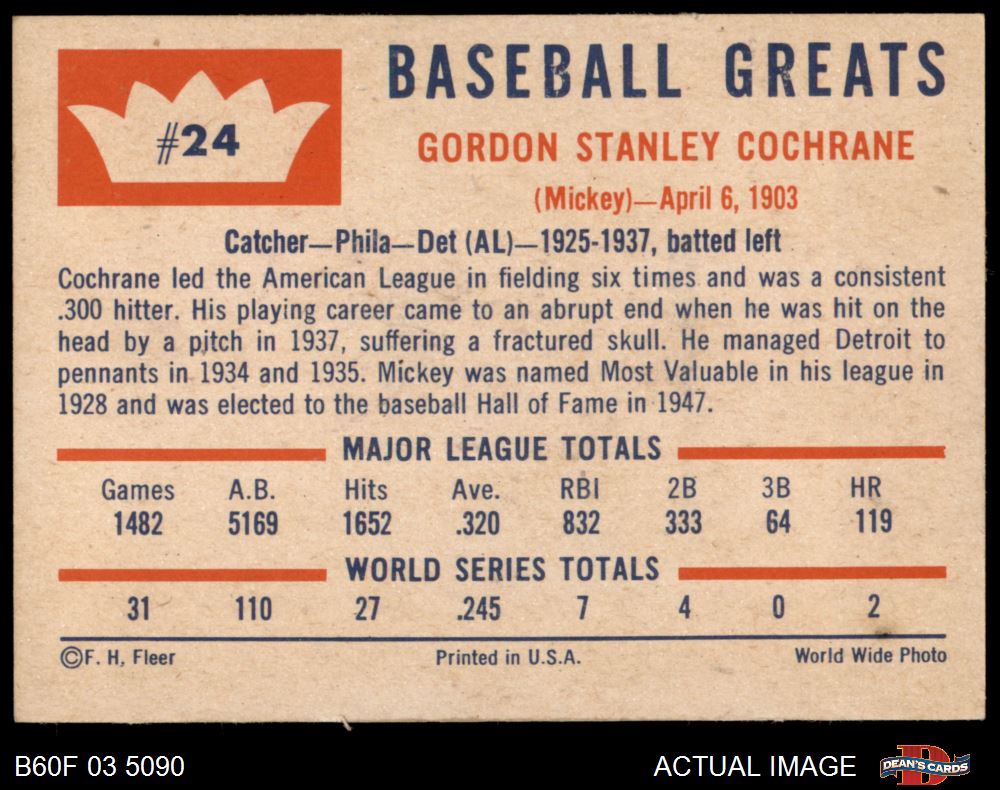 #24
BASEBALL GREATS
GORDON STANLEY COCHRANE
(Mickey)—April 6, 1903
Catcher—Phila—Det (AL)—1925-1937, batted left
Cochrane led the American League in fielding six times and was a consistent
.300 hitter. His playing career came to an abrupt end when he was hit on the
head by a pitch in 1937, suffering a fractured skull. He managed Detroit to
pennants in 1934 and 1935. Mickey was named Most Valuable in his league in
1928 and was elected to the baseball Hall of Fame in 1947.
MAJOR LEAGUE TOTALS
Games A.B. Hits Ave. RBI 2B 3B HR
1482 5169 1652 .320 832 333 64 119
WORLD SERIES TOTALS
31 110 27 .245 7 4 0 2
©F. H, Fleer Printed in U.S.A. World Wide Photo
B60F 03 5090 ACTUAL IMAGE DEAN'S CARDS